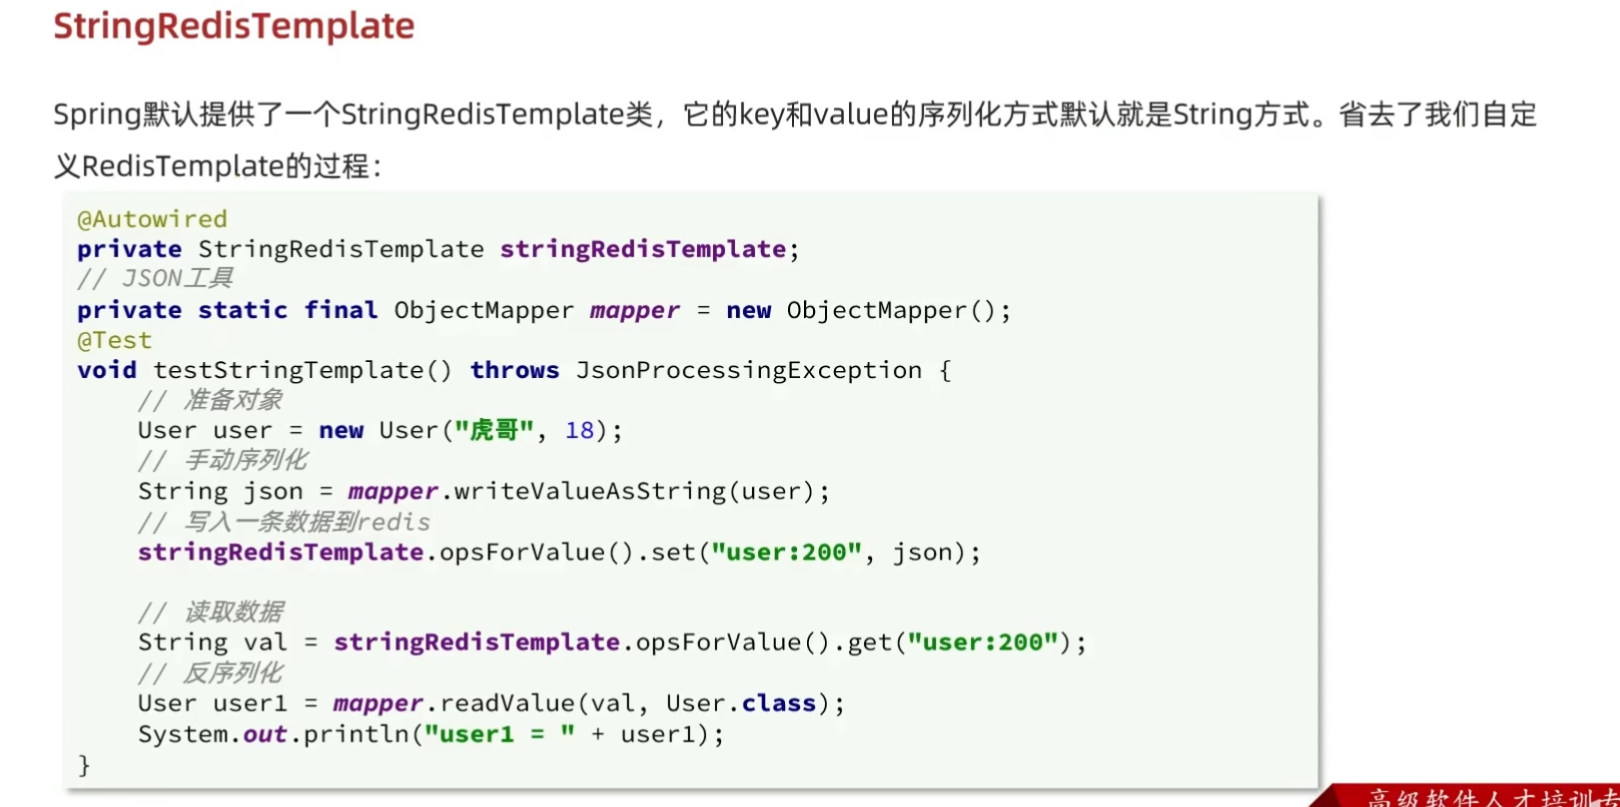 StringRedisTemplate
Spring默认提供了一个StringRedisTemplate类，它的key和value的序列化方式默认就是String方式。省去了我们自定
义RedisTemplate的过程：
@Autowired
private StringRedisTemplate stringRedisTemplate;
// JSON工具
private static final ObjectMapper mapper = new ObjectMapper();
@Test
void testStringTemplate() throws JsonProcessingException {
// 准备对象
User user = new User("虎哥", 18);
// 手动序列化
String json = mapper.writeValueAsString(user);
// 写入一条数据到redis
stringRedisTemplate.opsForValue().set("user:200", json);
// 读取数据
String val = stringRedisTemplate.opsForValue().get("user:200");
// 反序列化
User user1 = mapper.readValue(val, User.class);
System.out.println("user1 = " + user1);
}
高级软件人才培训专